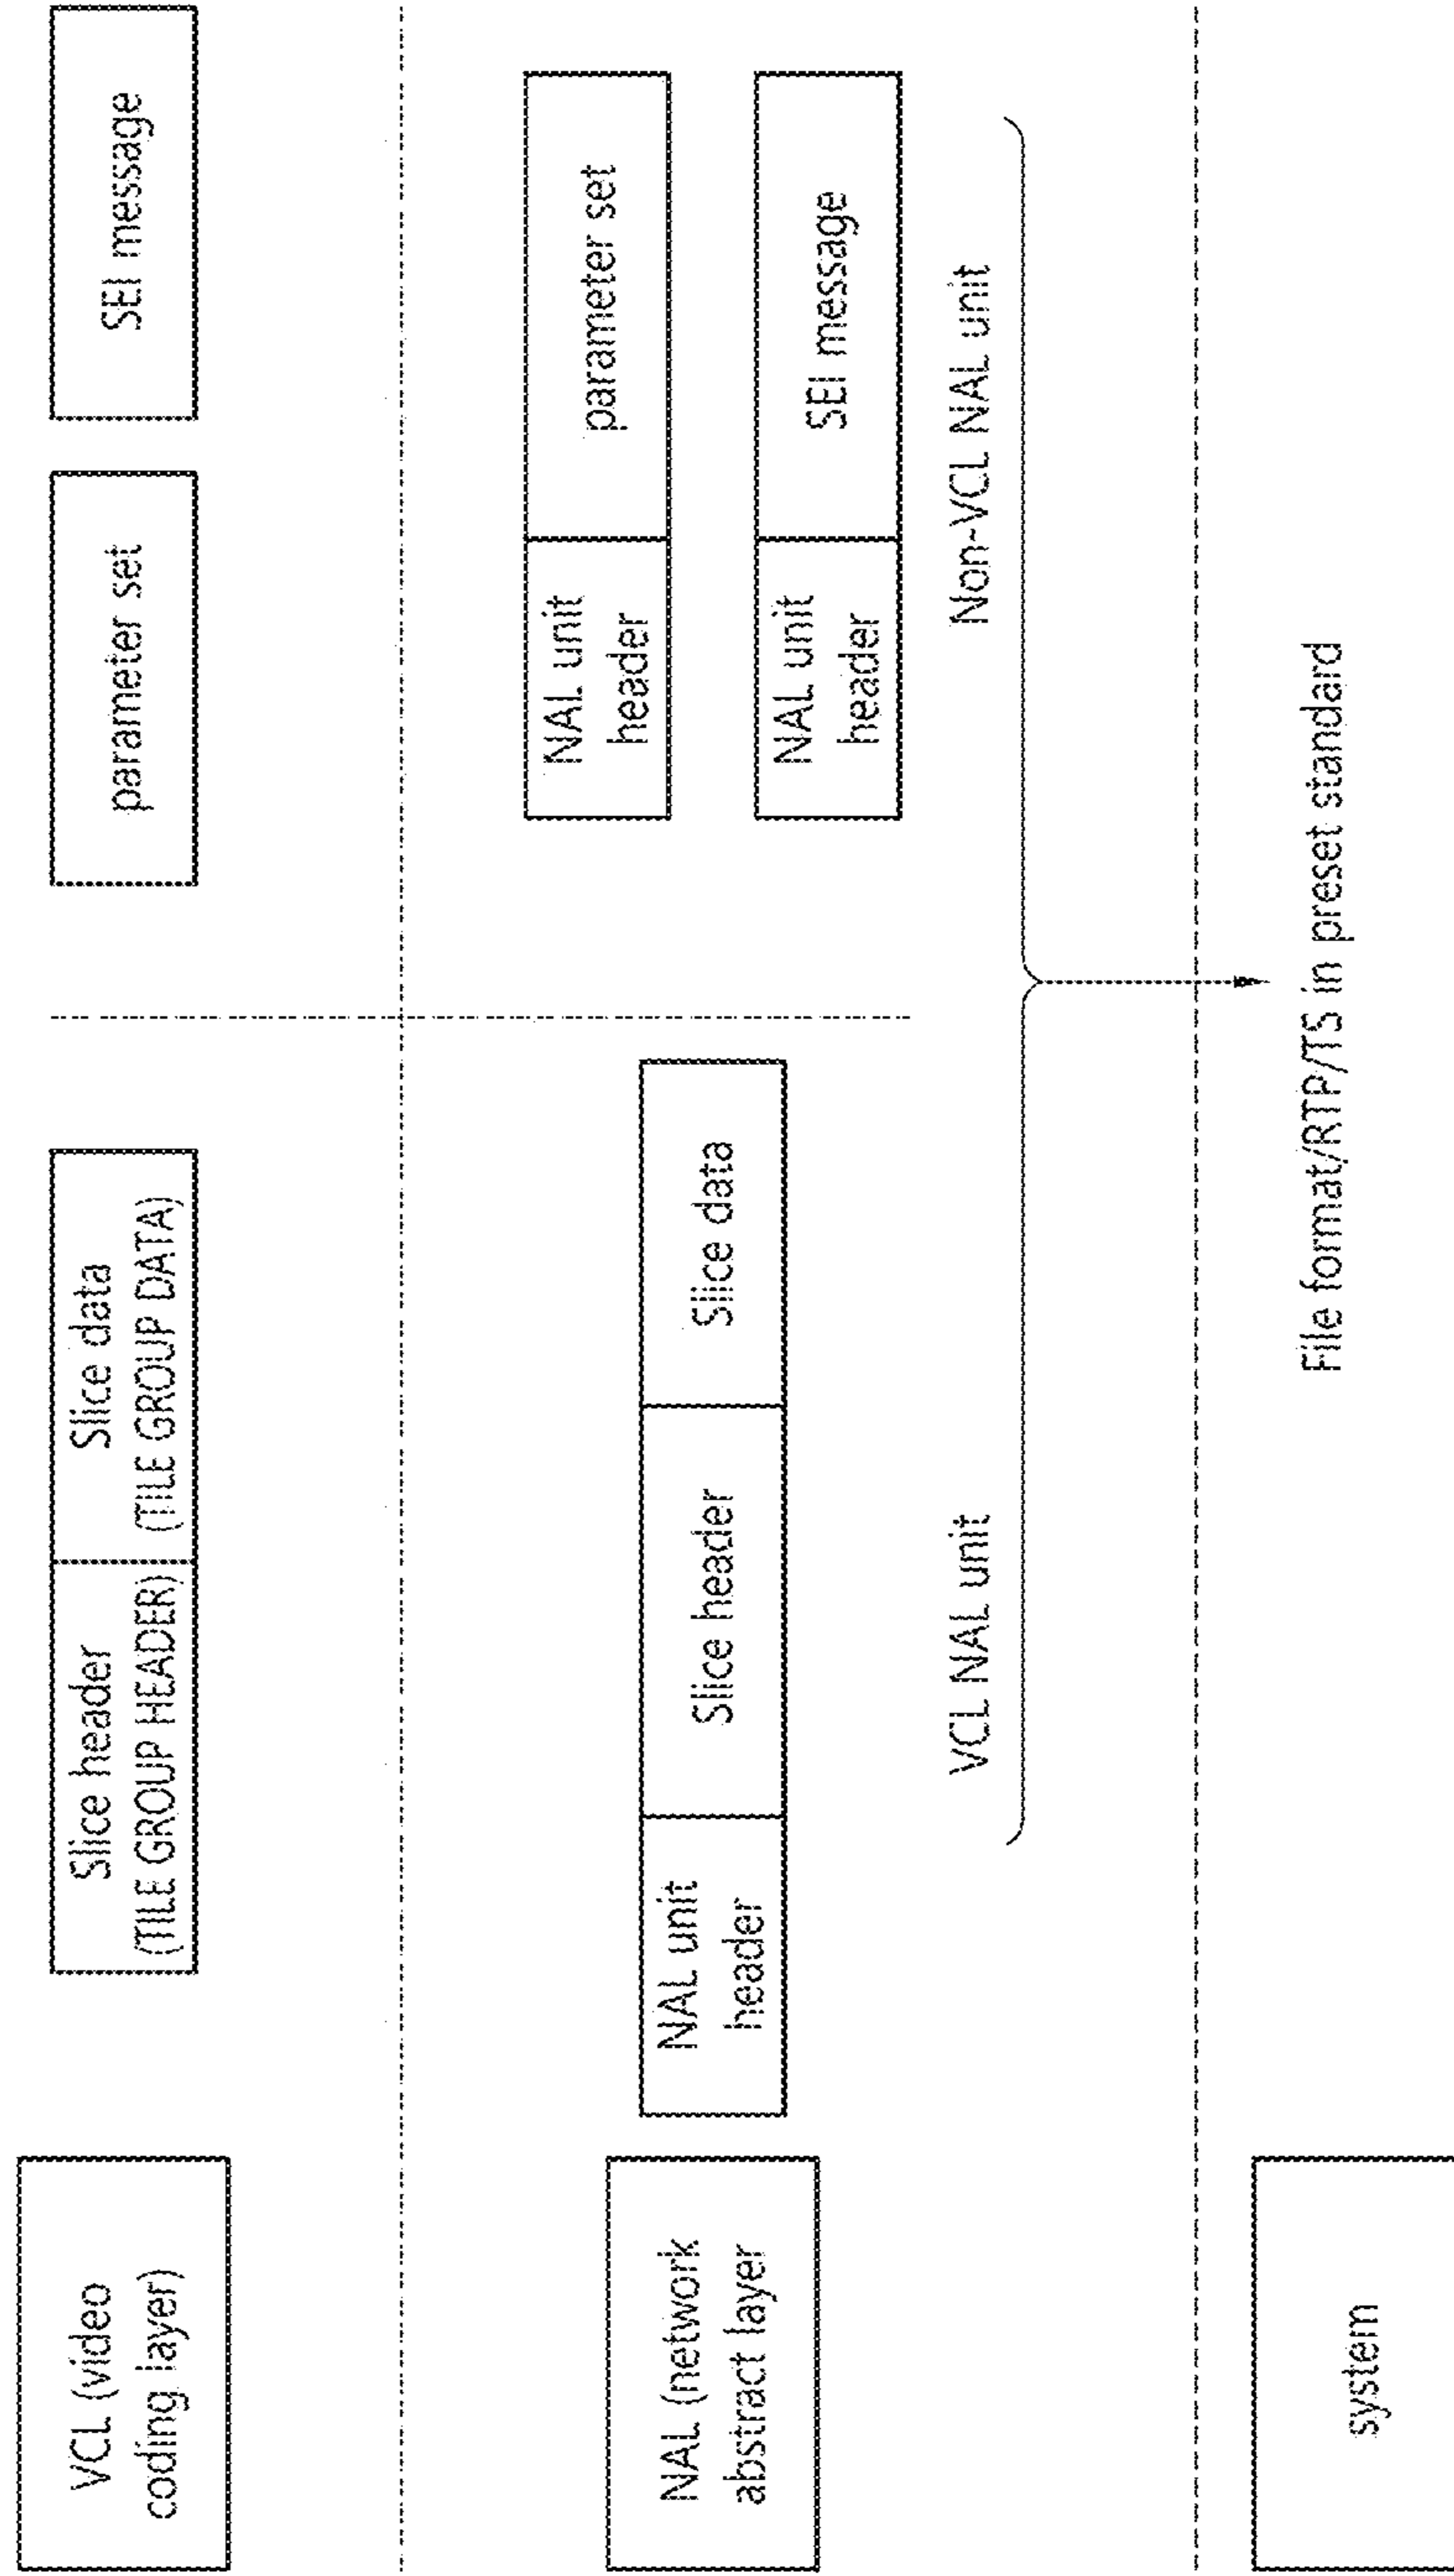 VCL (video
coding layer)
Slice header
(TILE GROUP HEADER)
Slice data
(TILE GROUP DATA)
parameter set
SEI message
NAL (network
abstract layer
NAL unit
header
Slice header
Slice data
NAL unit
header
parameter set
NAL unit
header
SEI message
VCL NAL unit
Non-VCL NAL unit
system
File format/RTP/TS in preset standard